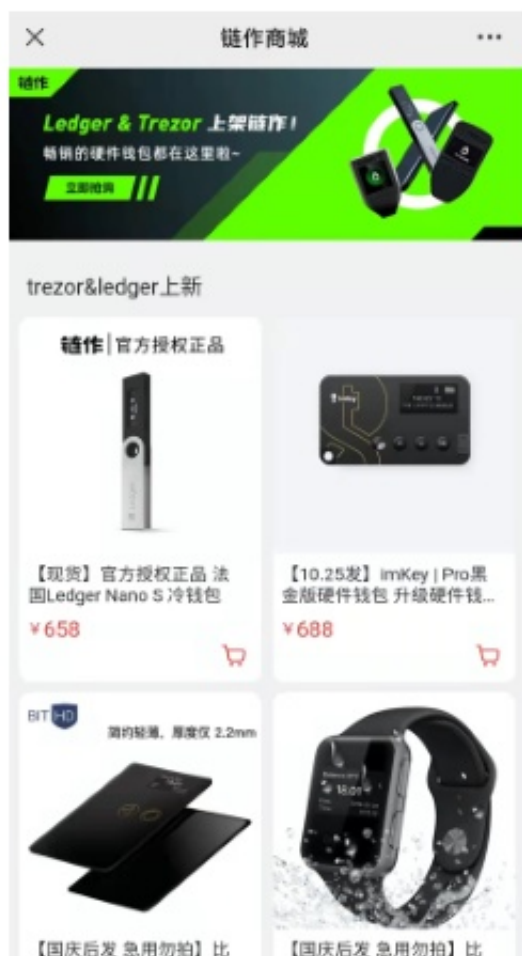 链作商城
链作
Ledger & Trezor 上架链作！
畅销的硬件钱包都在这里啦~
立即抢购
trezor&ledger上新
链作 | 官方授权正品
imKey
【现货】官方授权正品 法
国Ledger Nano S 冷钱包
¥658
【10.25发】imKey | Pro黑
金版硬件钱包 升级硬件钱...
¥688
BITHD
简约轻薄，厚度仅 2.2mm
18.01
【国庆后发 急用勿拍】比
【国庆后发 急用勿拍】比